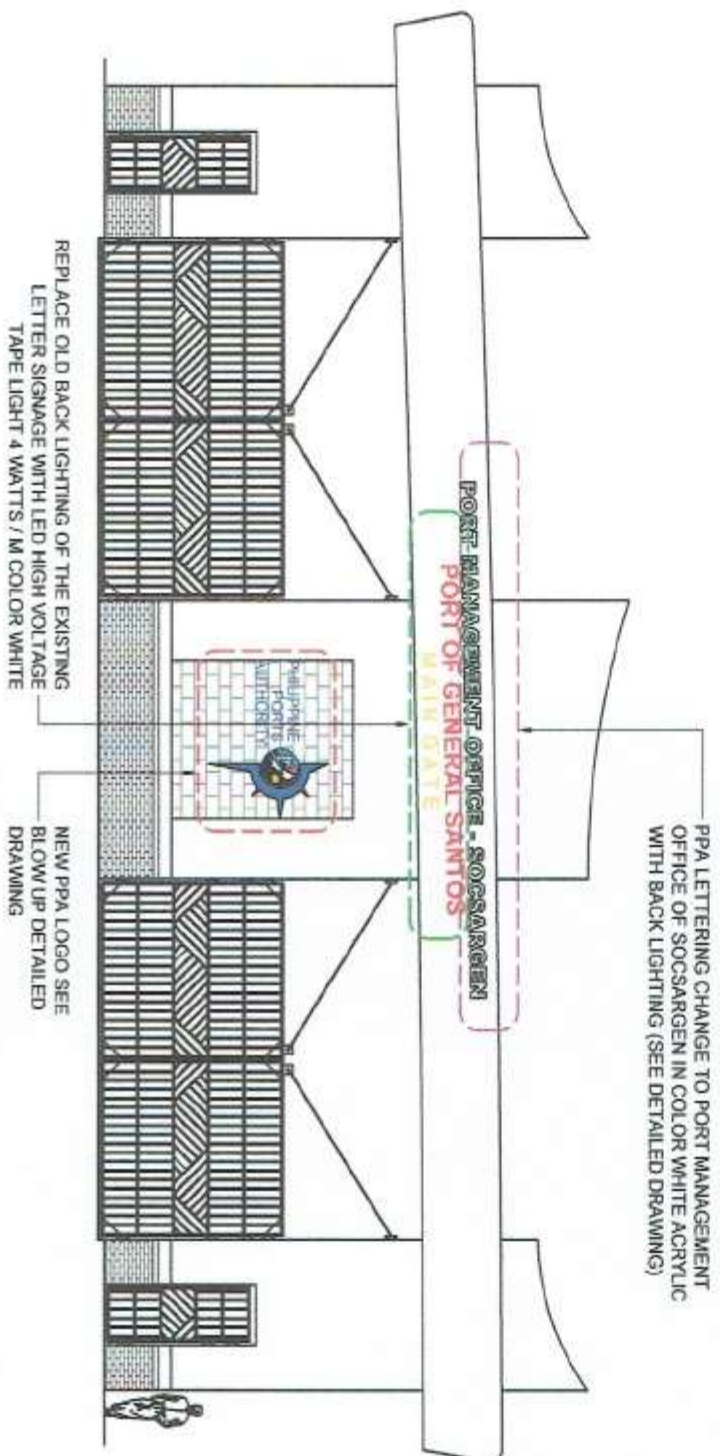 PPA LETTERING CHANGE TO PORT MANAGEMENT
OFFICE OF SOCSARGEN IN COLOR WHITE ACRYLIC
WITH BACK LIGHTING (SEE DETAILED DRAWING)
PORT MANAGEMENT OFFICE - SOCSARGEN
PORT OF GENERAL SANTOS
MAIN GATE
PHILIPPINE
PORTS
AUTHORITY
REPLACE OLD BACK LIGHTING OF THE EXISTING
LETTER SIGNAGE WITH LED HIGH VOLTAGE
TAPE LIGHT 4 WATTS / M COLOR WHITE
NEW PPA LOGO SEE
BLOW UP DETAILED
DRAWING